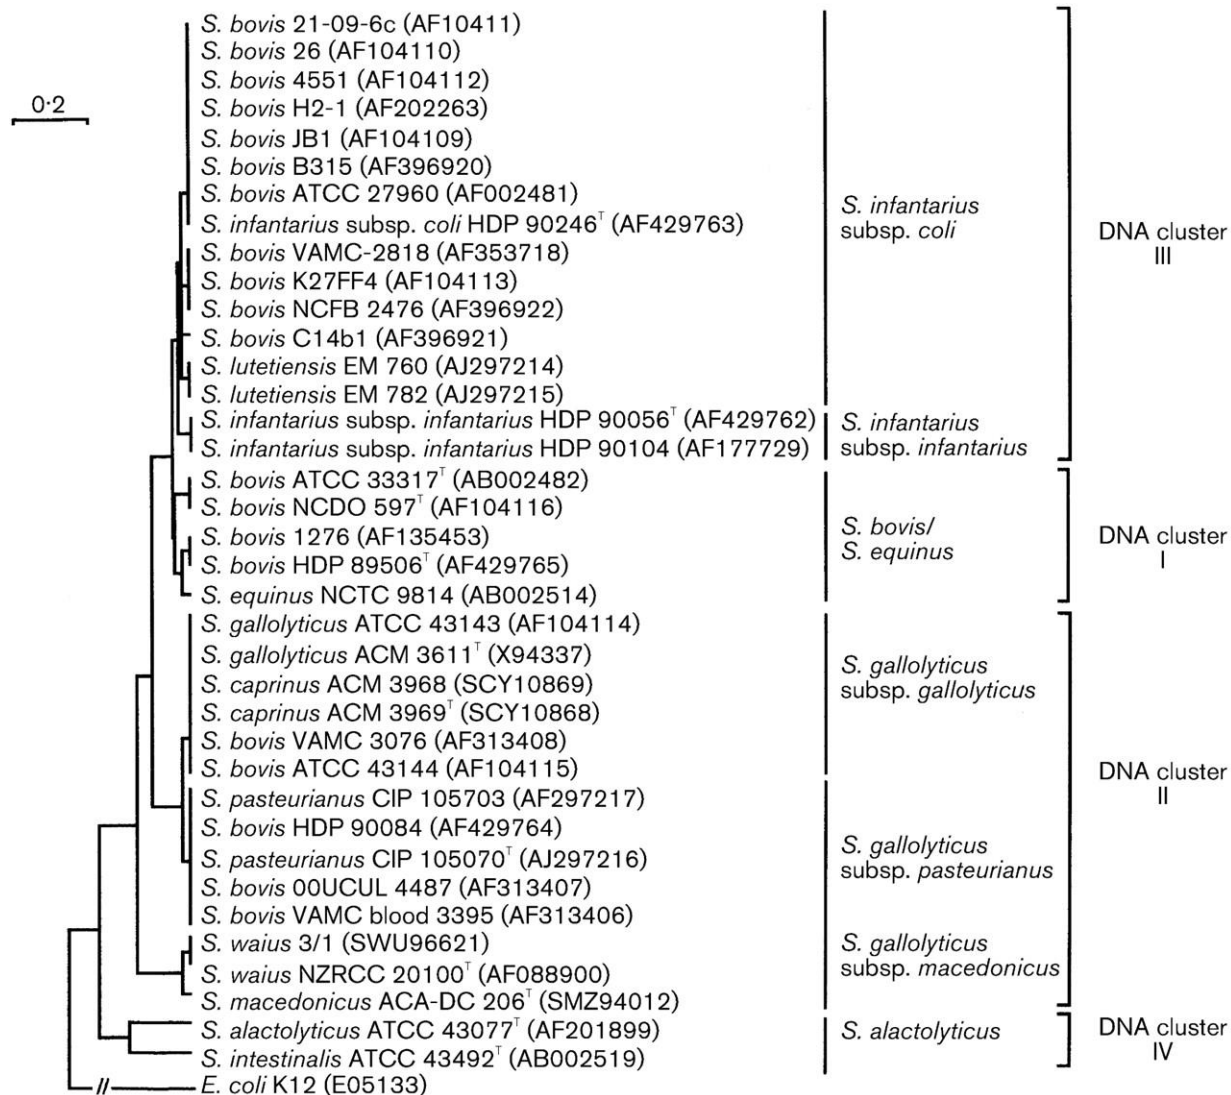 S. bovis 21-09-6c (AF10411)
S. bovis 26 (AF104110)
S. bovis 4551 (AF104112)
0·2
S. bovis H2-1 (AF202263)
S. bovis JB1 (AF104109)
S. bovis B315 (AF396920)
S. bovis ATCC 27960 (AF002481)
S. infantarius subsp. coli HDP 90246ᵀ (AF429763)
S. bovis VAMC-2818 (AF353718)
S. bovis K27FF4 (AF104113)
S. bovis NCFB 2476 (AF396922)
S. bovis C14b1 (AF396921)
S. lutetiensis EM 760 (AJ297214)
S. lutetiensis EM 782 (AJ297215)
S. infantarius subsp. infantarius HDP 90056ᵀ (AF429762)
S. infantarius subsp. infantarius HDP 90104 (AF177729)
S. bovis ATCC 33317ᵀ (AB002482)
S. bovis NCDO 597ᵀ (AF104116)
S. bovis 1276 (AF135453)
S. bovis HDP 89506ᵀ (AF429765)
S. equinus NCTC 9814 (AB002514)
S. gallolyticus ATCC 43143 (AF104114)
S. gallolyticus ACM 3611ᵀ (X94337)
S. caprinus ACM 3968 (SCY10869)
S. caprinus ACM 3969ᵀ (SCY10868)
S. bovis VAMC 3076 (AF313408)
S. bovis ATCC 43144 (AF104115)
S. pasteurianus CIP 105703 (AF297217)
S. bovis HDP 90084 (AF429764)
S. pasteurianus CIP 105070ᵀ (AJ297216)
S. bovis 00UCUL 4487 (AF313407)
S. bovis VAMC blood 3395 (AF313406)
S. waius 3/1 (SWU96621)
S. waius NZRCC 20100ᵀ (AF088900)
S. macedonicus ACA-DC 206ᵀ (SMZ94012)
S. alactolyticus ATCC 43077ᵀ (AF201899)
S. intestinalis ATCC 43492ᵀ (AB002519)
E. coli K12 (E05133)
S. infantarius
subsp. coli
S. infantarius
subsp. infantarius
S. bovis/
S. equinus
S. gallolyticus
subsp. gallolyticus
S. gallolyticus
subsp. pasteurianus
S. gallolyticus
subsp. macedonicus
S. alactolyticus
DNA cluster
III
DNA cluster
I
DNA cluster
II
DNA cluster
IV